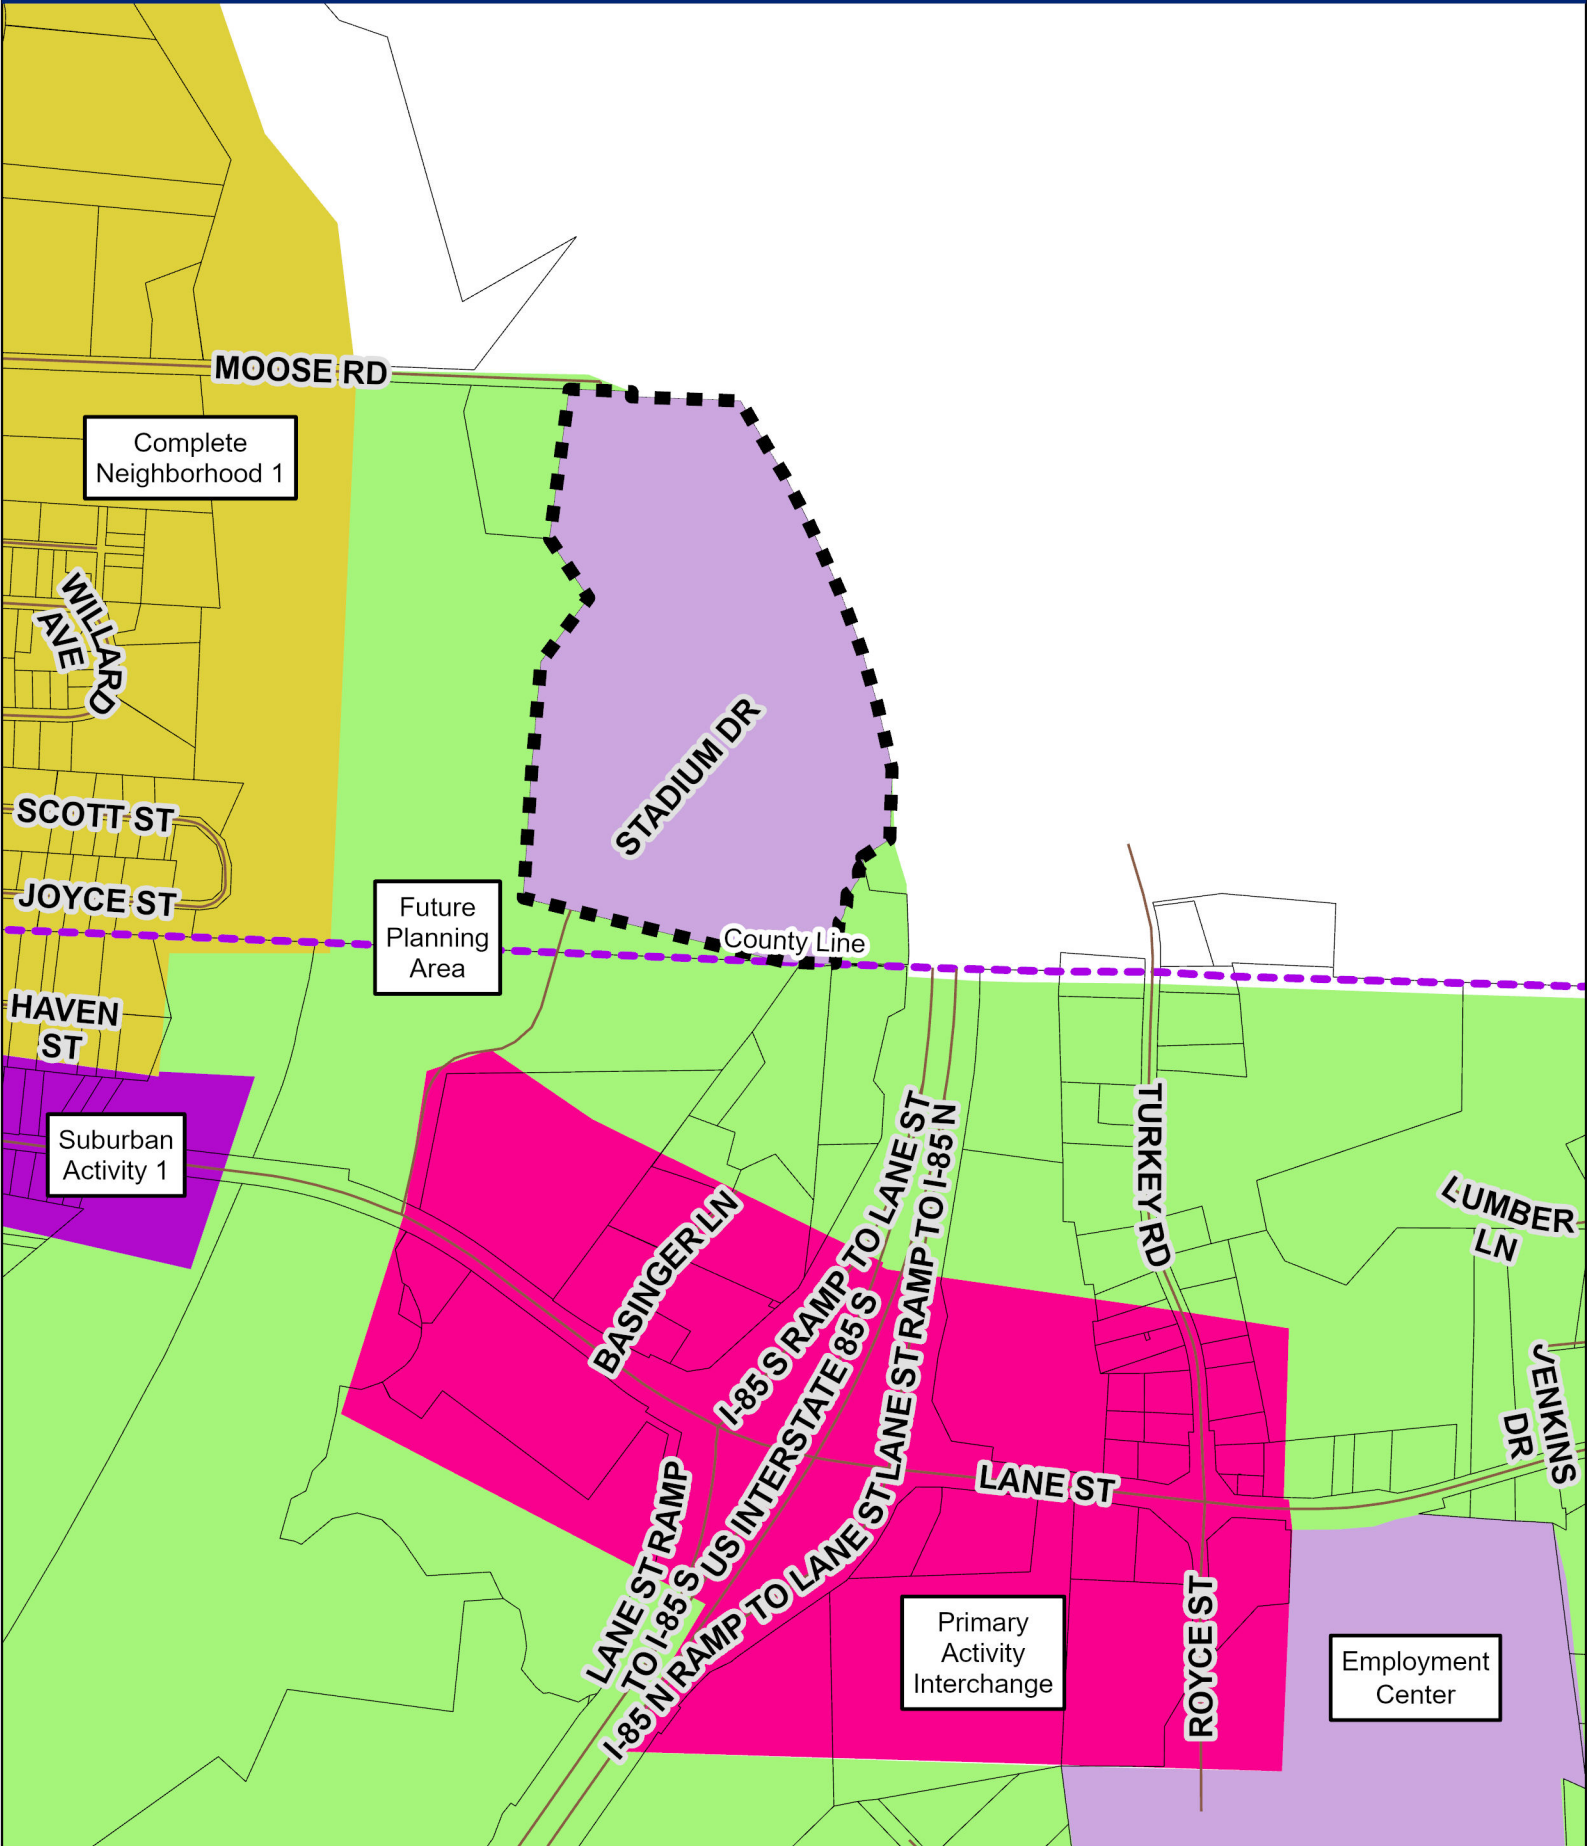 MOOSE RD
Complete
Neighborhood 1
WILLARD
AVE
STADIUM DR
SCOTT ST
JOYCE ST
Future
Planning
Area
County Line
HAVEN
ST
Suburban
Activity 1
TURKEY RD
LUMBER
LN
BASINGER LN
I-85 S RAMP TO LANE ST
US INTERSTATE 85 S
LANE ST RAMP TO I-85 N
JENKINS
DR
LANE ST
LANE ST RAMP
TO I-85 S
I-85 N RAMP TO LANE ST
Primary
Activity
Interchange
ROYCE ST
Employment
Center